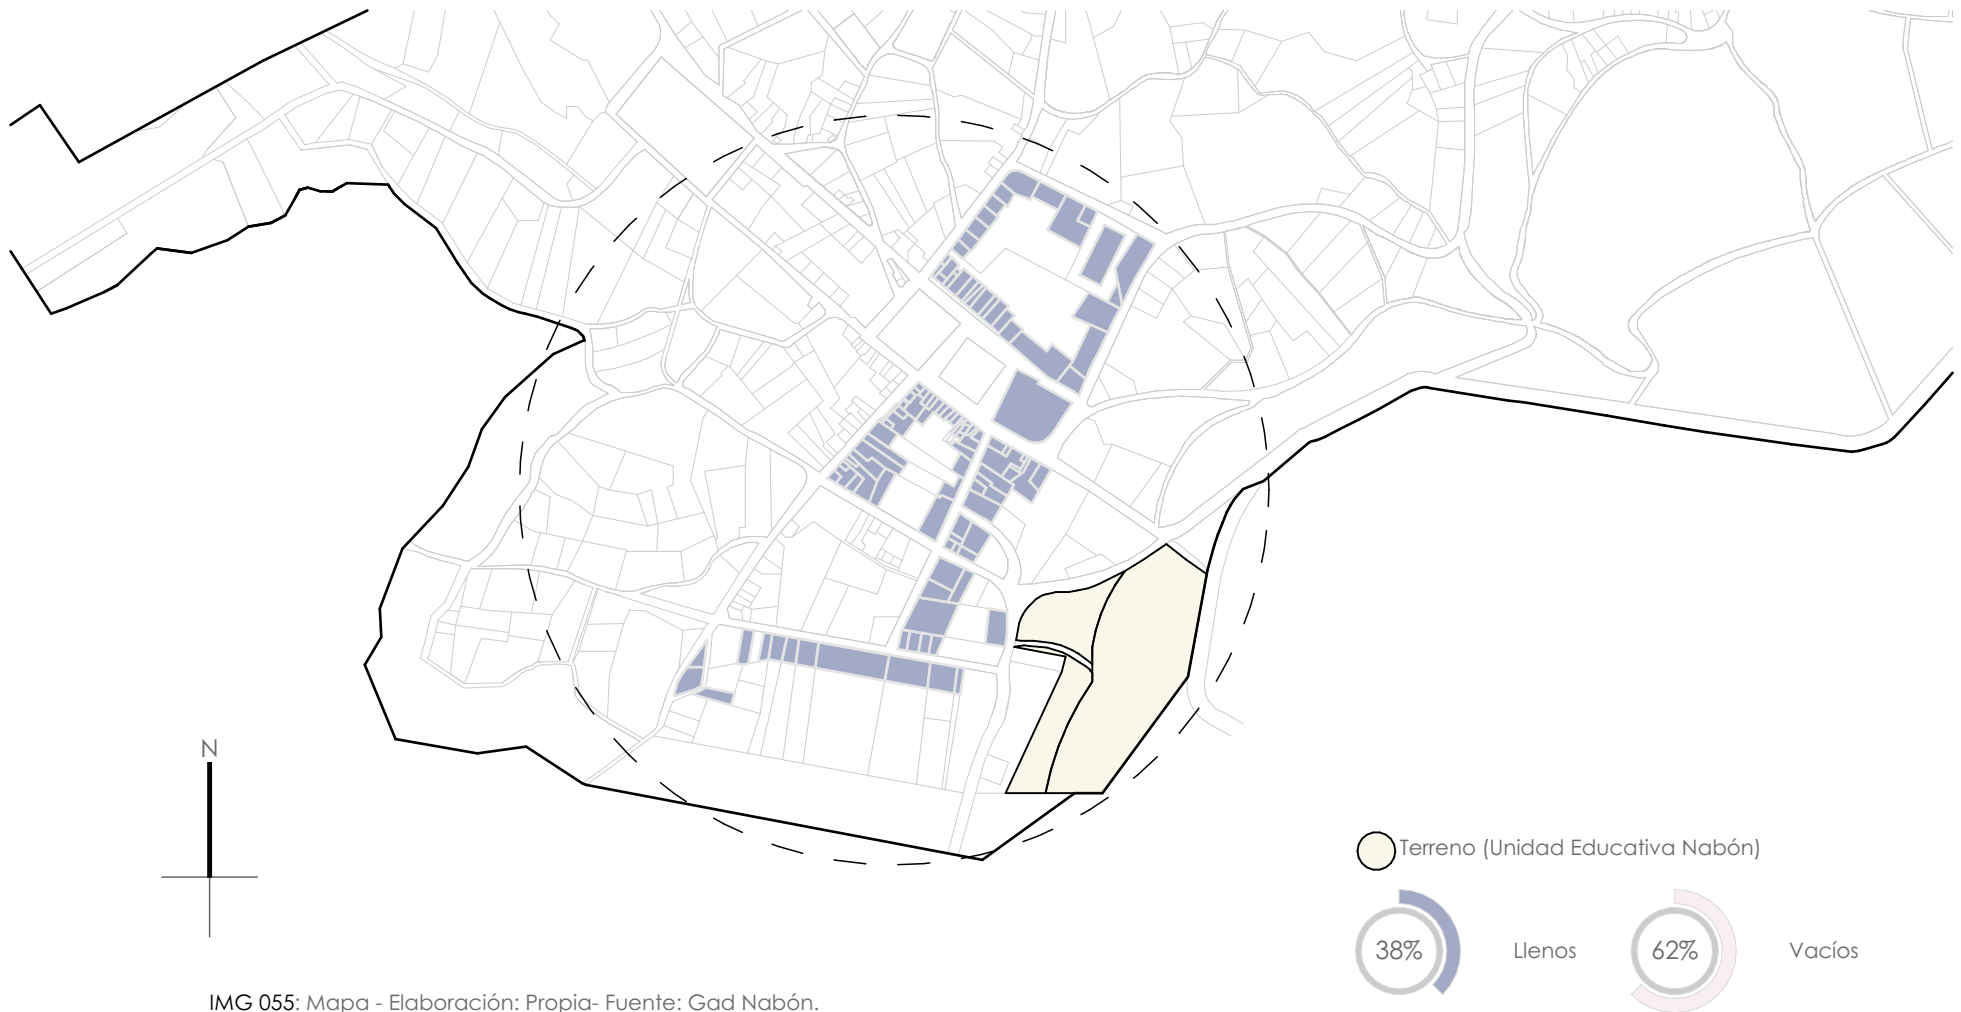 N
Terreno (Unidad Educativa Nabón)
38%
Llenos
62%
Vacíos
IMG 055: Mapa - Elaboración: Propia- Fuente: Gad Nabón.